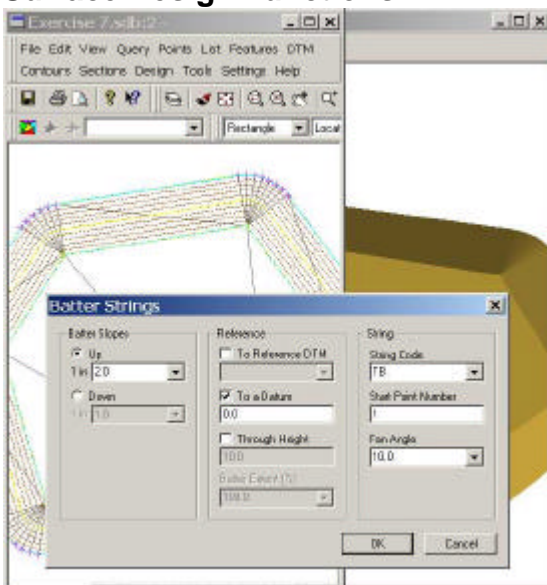 Surface Design Functions
Exercise 7.sdb:2
File Edit View Query Points Lot Features DTM
Contours Sections Design Tools Settings Help
Rectangle
Locat
Batter Strings
Batter Slopes
Up
1 in 2.0
Down
1 in 1.0
Reference
To Reference DTM
To a Datum
0.0
Through Height
10.0
Batter Extent (%)
100.0
String
String Code
TB
Start Point Number
1
Fan Angle
10.0
OK Cancel